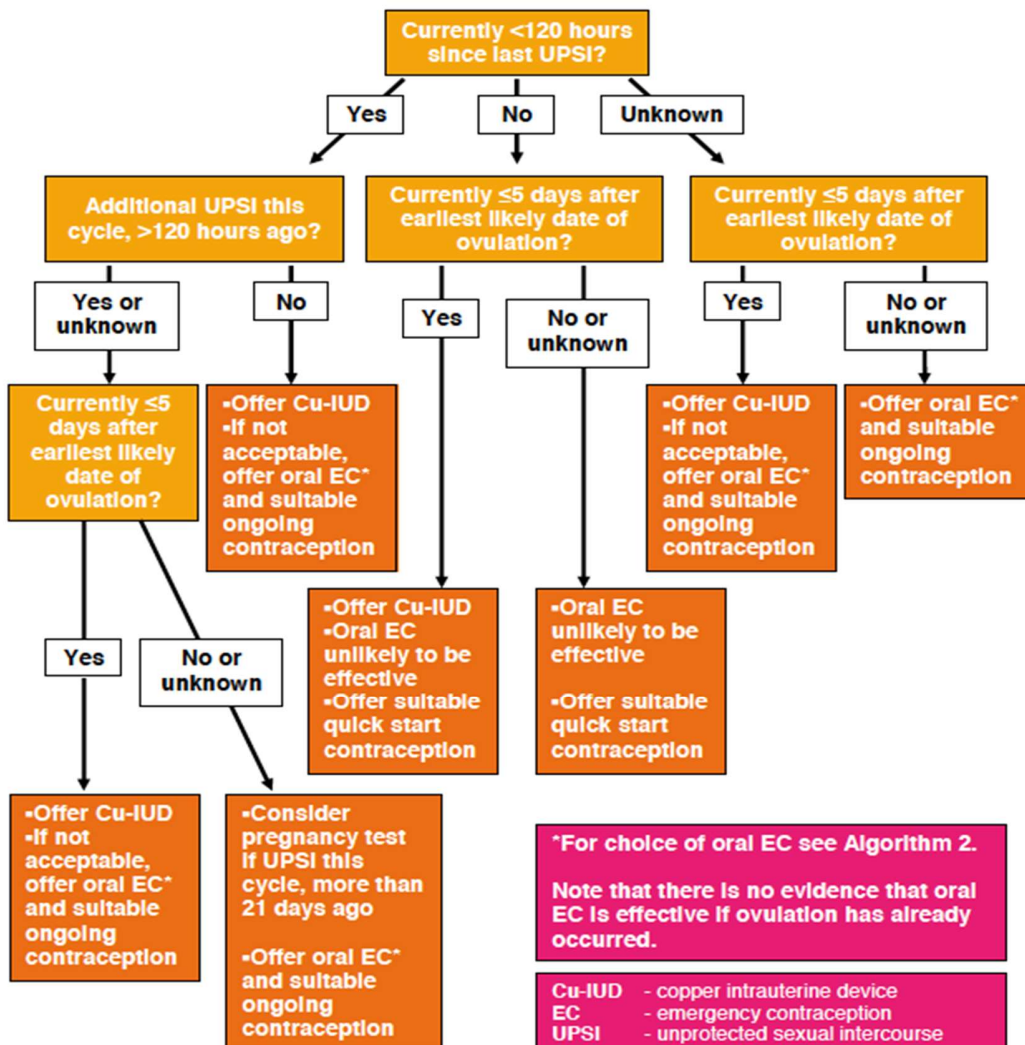 Currently <120 hours
since last UPSI?
Yes
No
Unknown
Additional UPSI this
cycle, >120 hours ago?
Currently ≤5 days after
earliest likely date of
ovulation?
Currently ≤5 days after
earliest likely date of
ovulation?
Yes or
unknown
No
Yes
No or
unknown
Yes
No or
unknown
Currently ≤5
days after
earliest likely
date of
ovulation?
▪Offer Cu-IUD
▪If not
acceptable,
offer oral EC*
and suitable
ongoing
contraception
▪Offer Cu-IUD
▪If not
acceptable,
offer oral EC*
and suitable
ongoing
contraception
▪Offer oral EC*
and suitable
ongoing
contraception
Yes
No or
unknown
▪Offer Cu-IUD
▪Oral EC
unlikely to be
effective
▪Offer suitable
quick start
contraception
▪Oral EC
unlikely to be
effective
▪Offer suitable
quick start
contraception
▪Offer Cu-IUD
▪If not
acceptable,
offer oral EC*
and suitable
ongoing
contraception
▪Consider
pregnancy test
if UPSI this
cycle, more than
21 days ago
▪Offer oral EC*
and suitable
ongoing
contraception
*For choice of oral EC see Algorithm 2.
Note that there is no evidence that oral
EC is effective if ovulation has already
occurred.
Cu-IUD - copper intrauterine device
EC - emergency contraception
UPSI - unprotected sexual intercourse